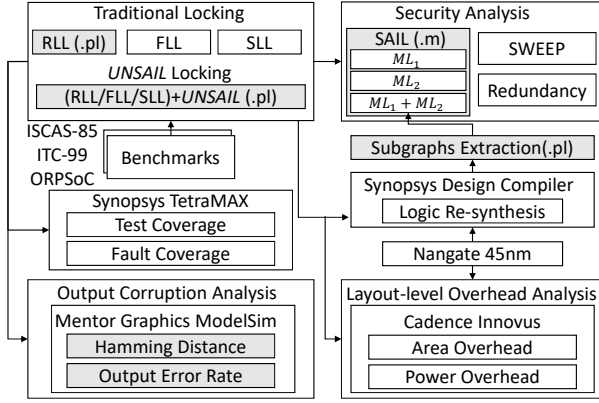 Traditional Locking
RLL (.pl)
FLL
SLL
UNSAIL Locking
(RLL/FLL/SLL)+UNSAIL (.pl)
ISCAS-85
ITC-99
ORPSoC
Benchmarks
Synopsys TetraMAX
Test Coverage
Fault Coverage
Output Corruption Analysis
Mentor Graphics ModelSim
Hamming Distance
Output Error Rate
Security Analysis
SAIL (.m)
ML₁
ML₂
ML₁ + ML₂
SWEEP
Redundancy
Subgraphs Extraction(.pl)
Synopsys Design Compiler
Logic Re-synthesis
Nangate 45nm
Layout-level Overhead Analysis
Cadence Innovus
Area Overhead
Power Overhead